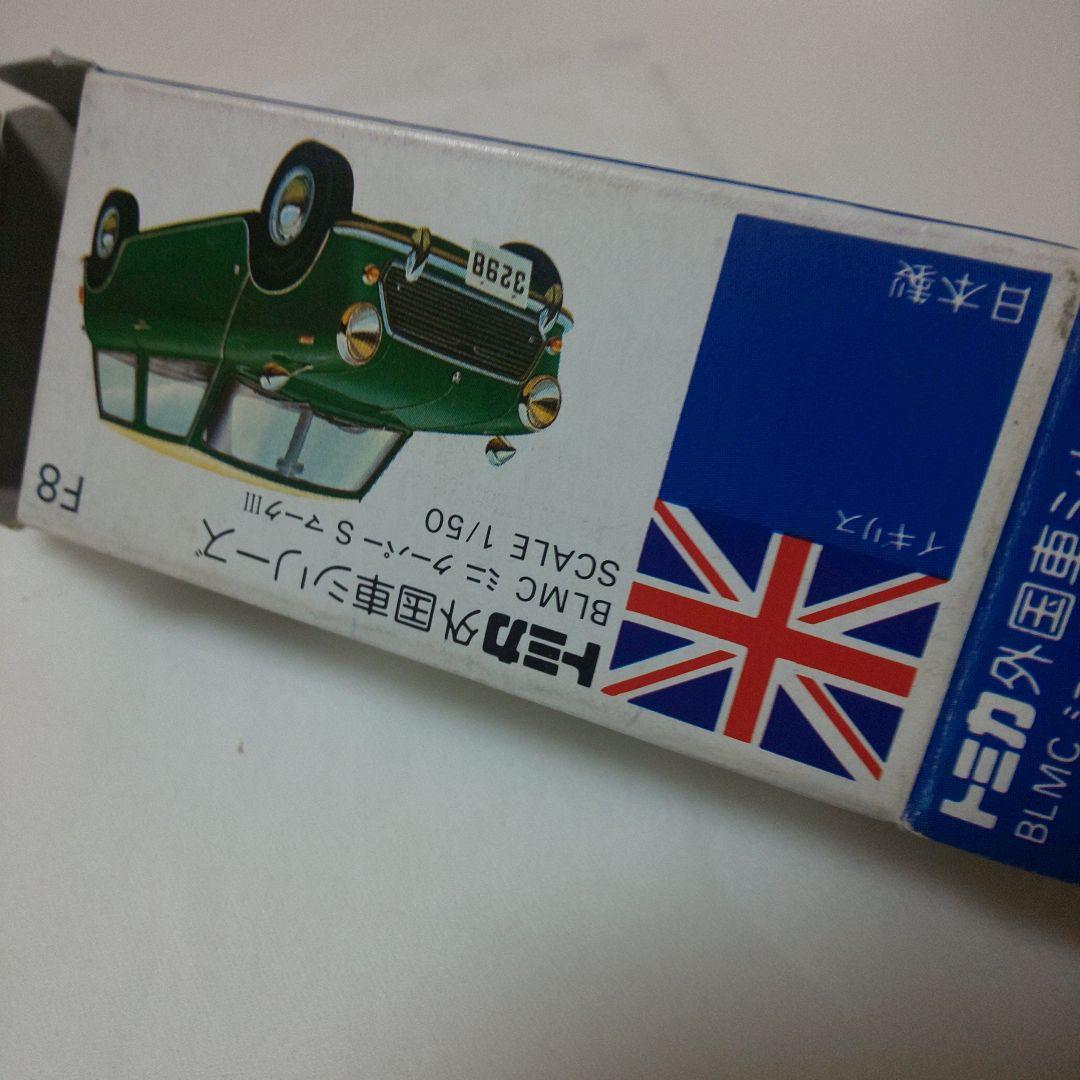 トミカ外国車シリーズ
BLMC ミニ クーパー S マークIII
SCALE 1/50
F8
イギリス
日本製
3298
トミカ外国車シ
BLMC ミ